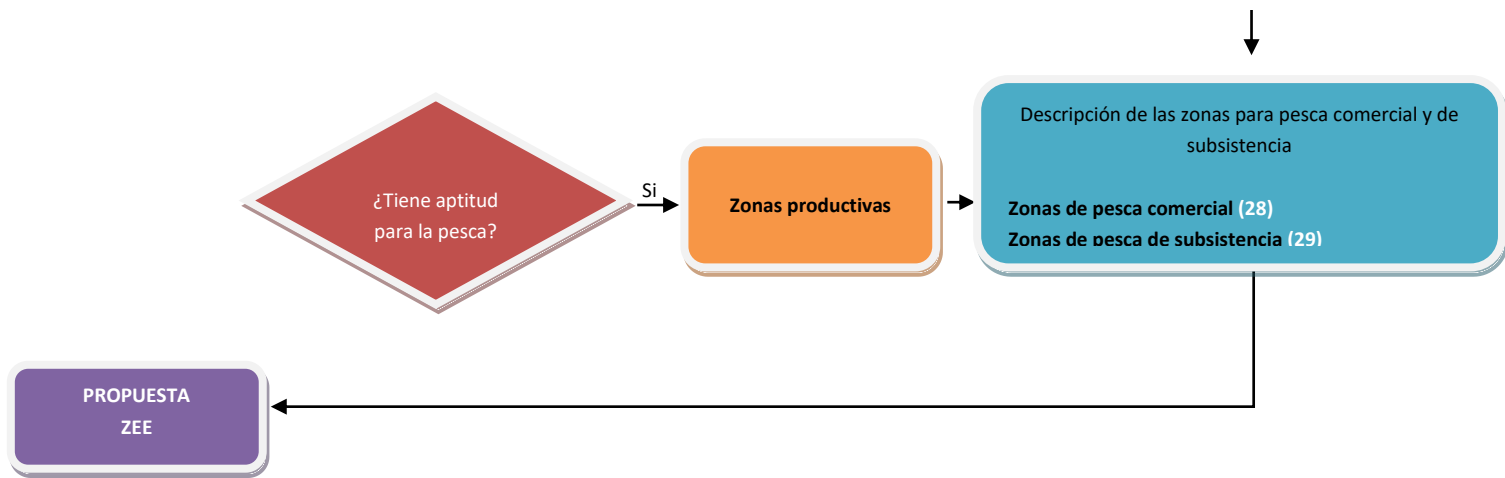 ¿Tiene aptitud
para la pesca?
Si
Zonas productivas
Descripción de las zonas para pesca comercial y de
subsistencia
Zonas de pesca comercial (28)
Zonas de pesca de subsistencia (29)
PROPUESTA
ZEE